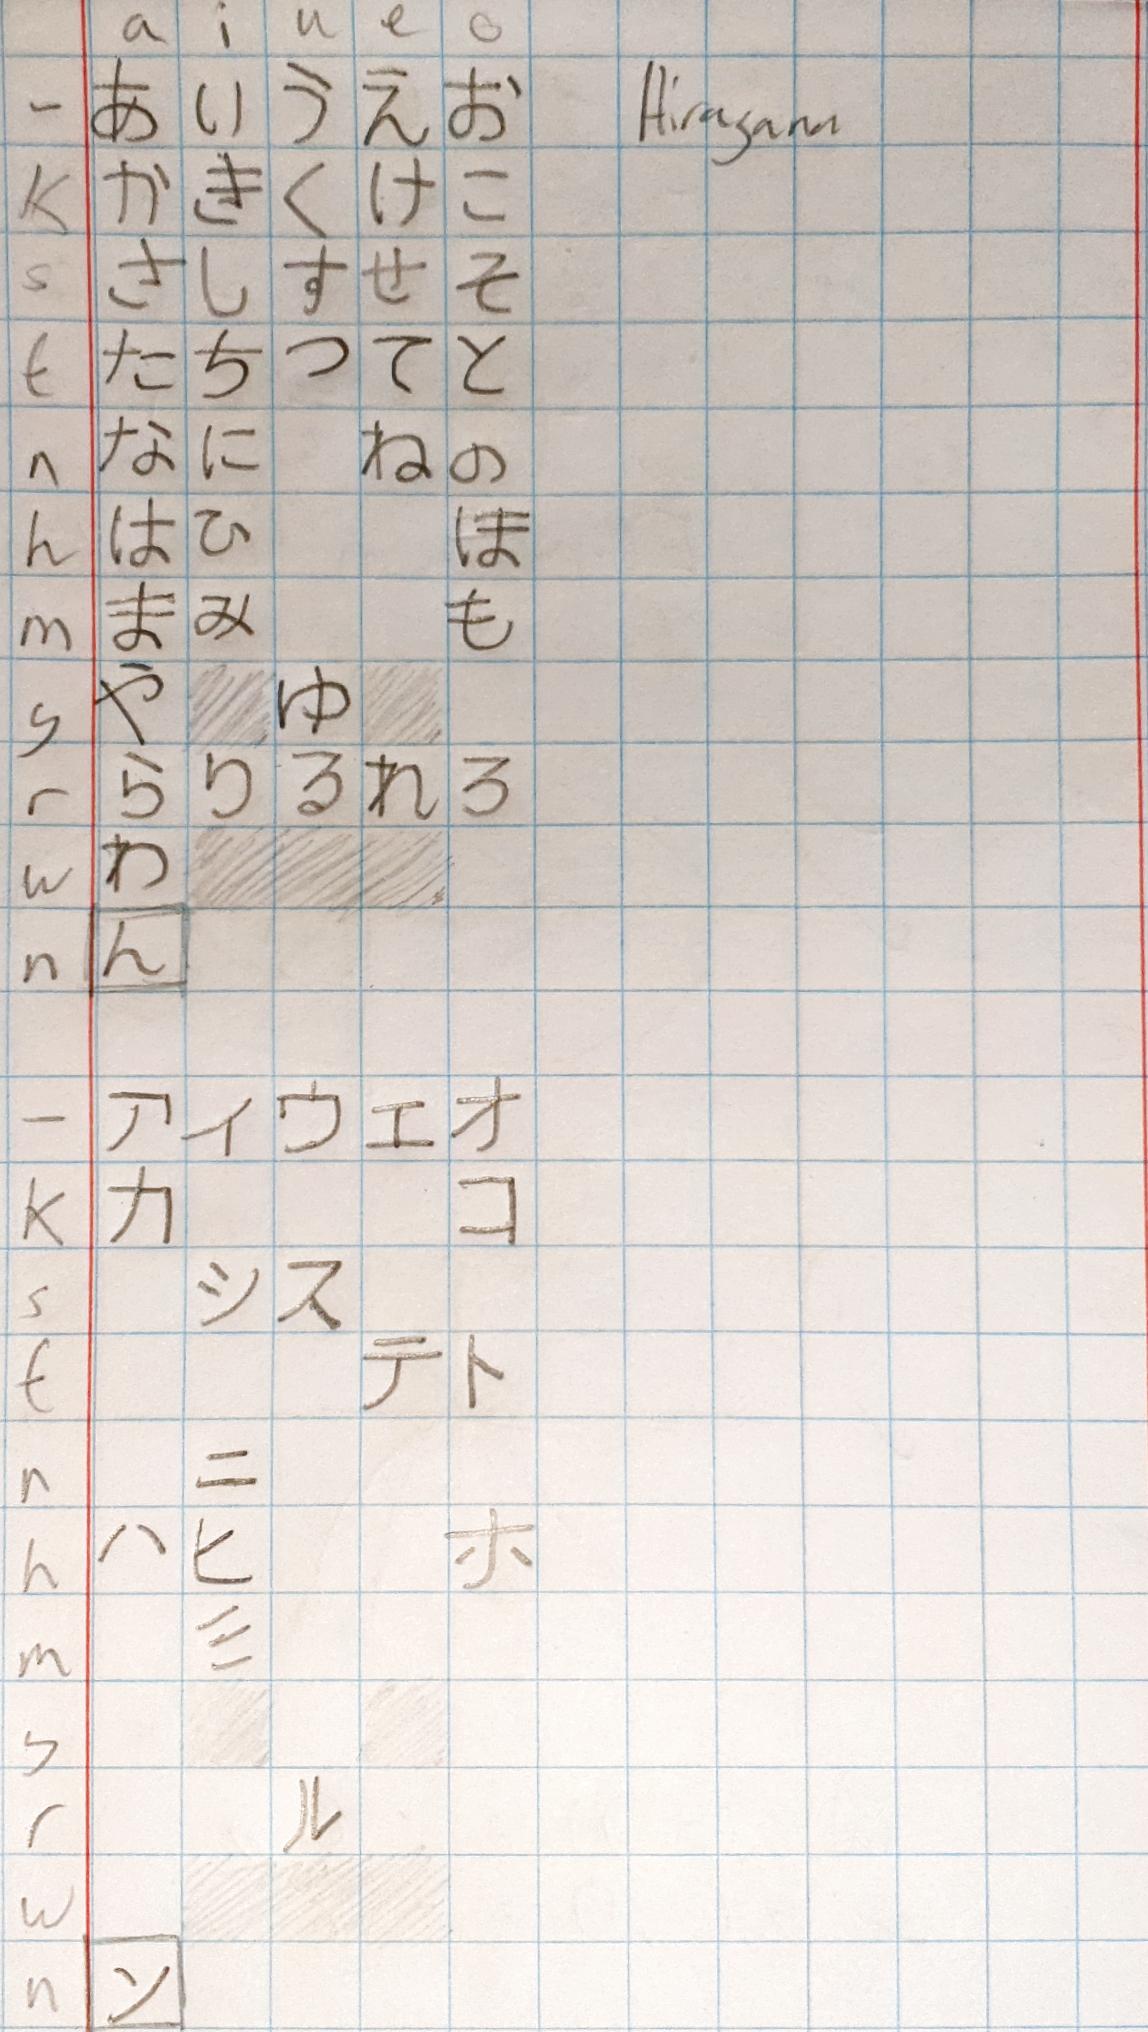 a i u e o
- あ い う え お Hiragana
K か き く け こ
s さ し す せ そ
t た ち つ て と
n な に ね の
h は ひ ほ
m ま み も
y や ゆ
r ら り る れ ろ
w わ
n ん
- ア イ ウ エ オ
K カ コ
s シ ス
t テ ト
n ニ
h ハ ヒ ホ
m ミ
y
r ル
w
n ン